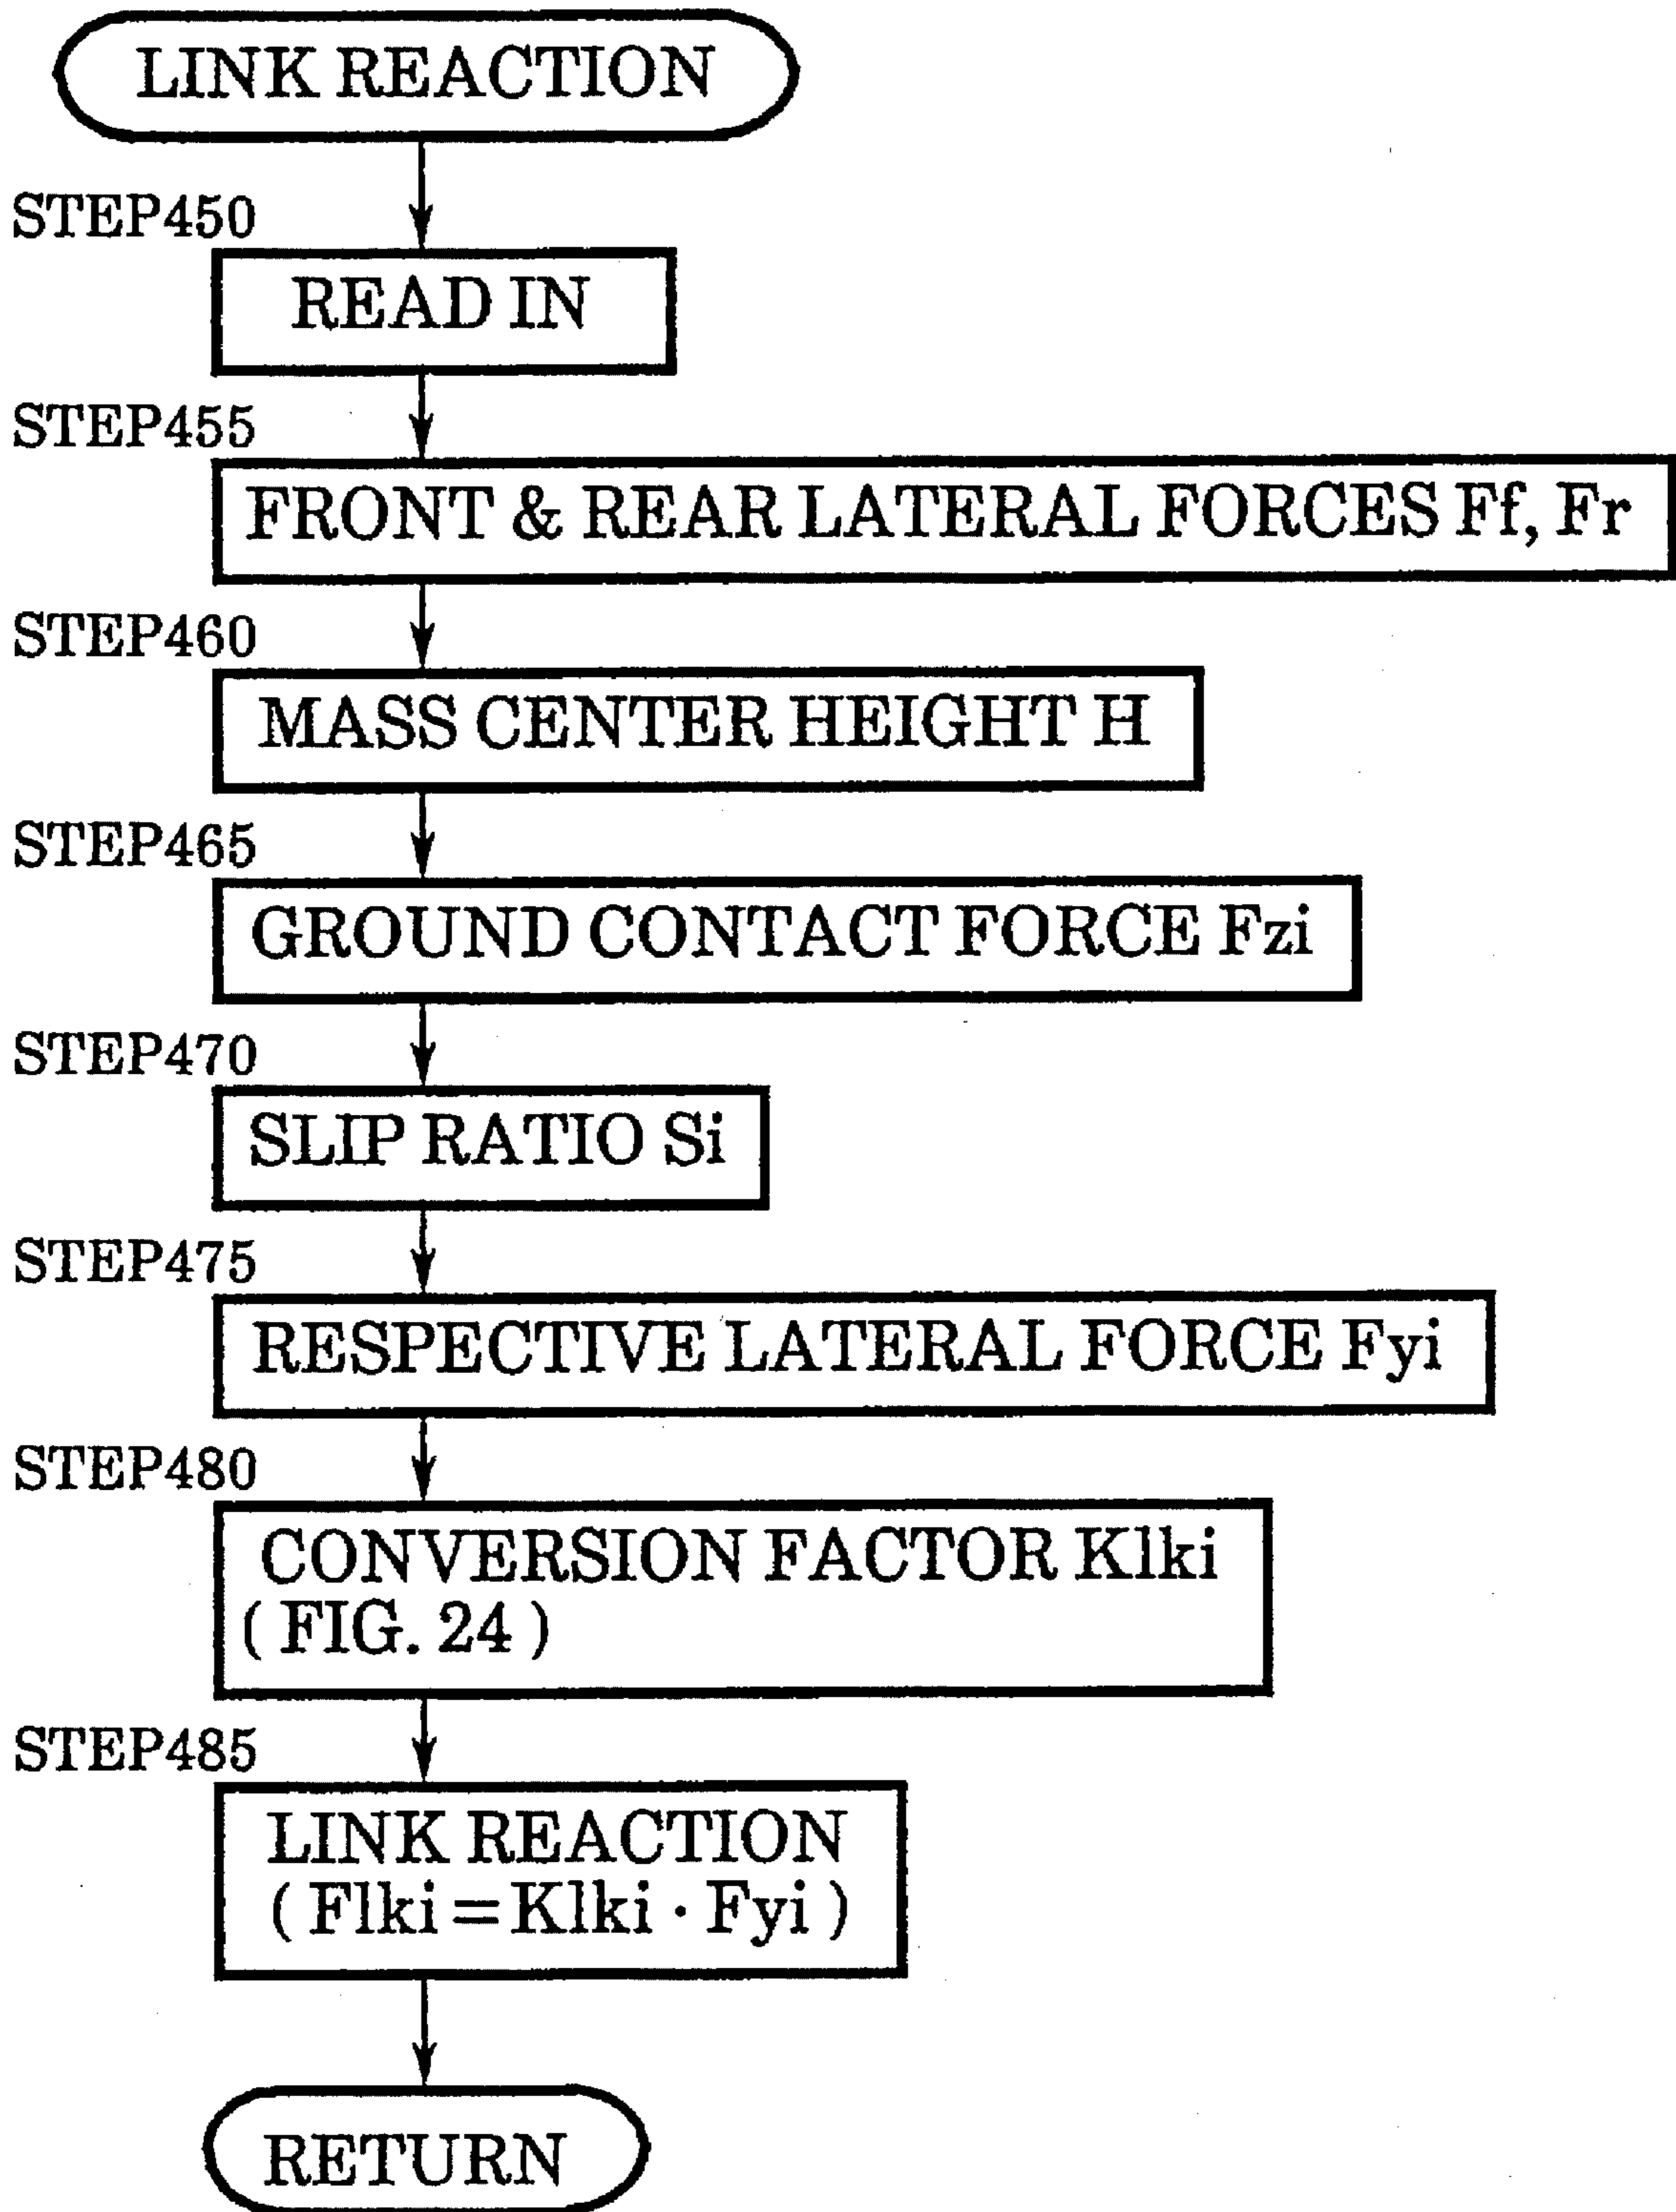 LINK REACTION
STEP450
READ IN
STEP455
FRONT & REAR LATERAL FORCES Ff, Fr
STEP460
MASS CENTER HEIGHT H
STEP465
GROUND CONTACT FORCE Fzi
STEP470
SLIP RATIO Si
STEP475
RESPECTIVE LATERAL FORCE Fyi
STEP480
CONVERSION FACTOR Klki
( FIG. 24 )
STEP485
LINK REACTION
( Flki = Klki · Fyi )
RETURN